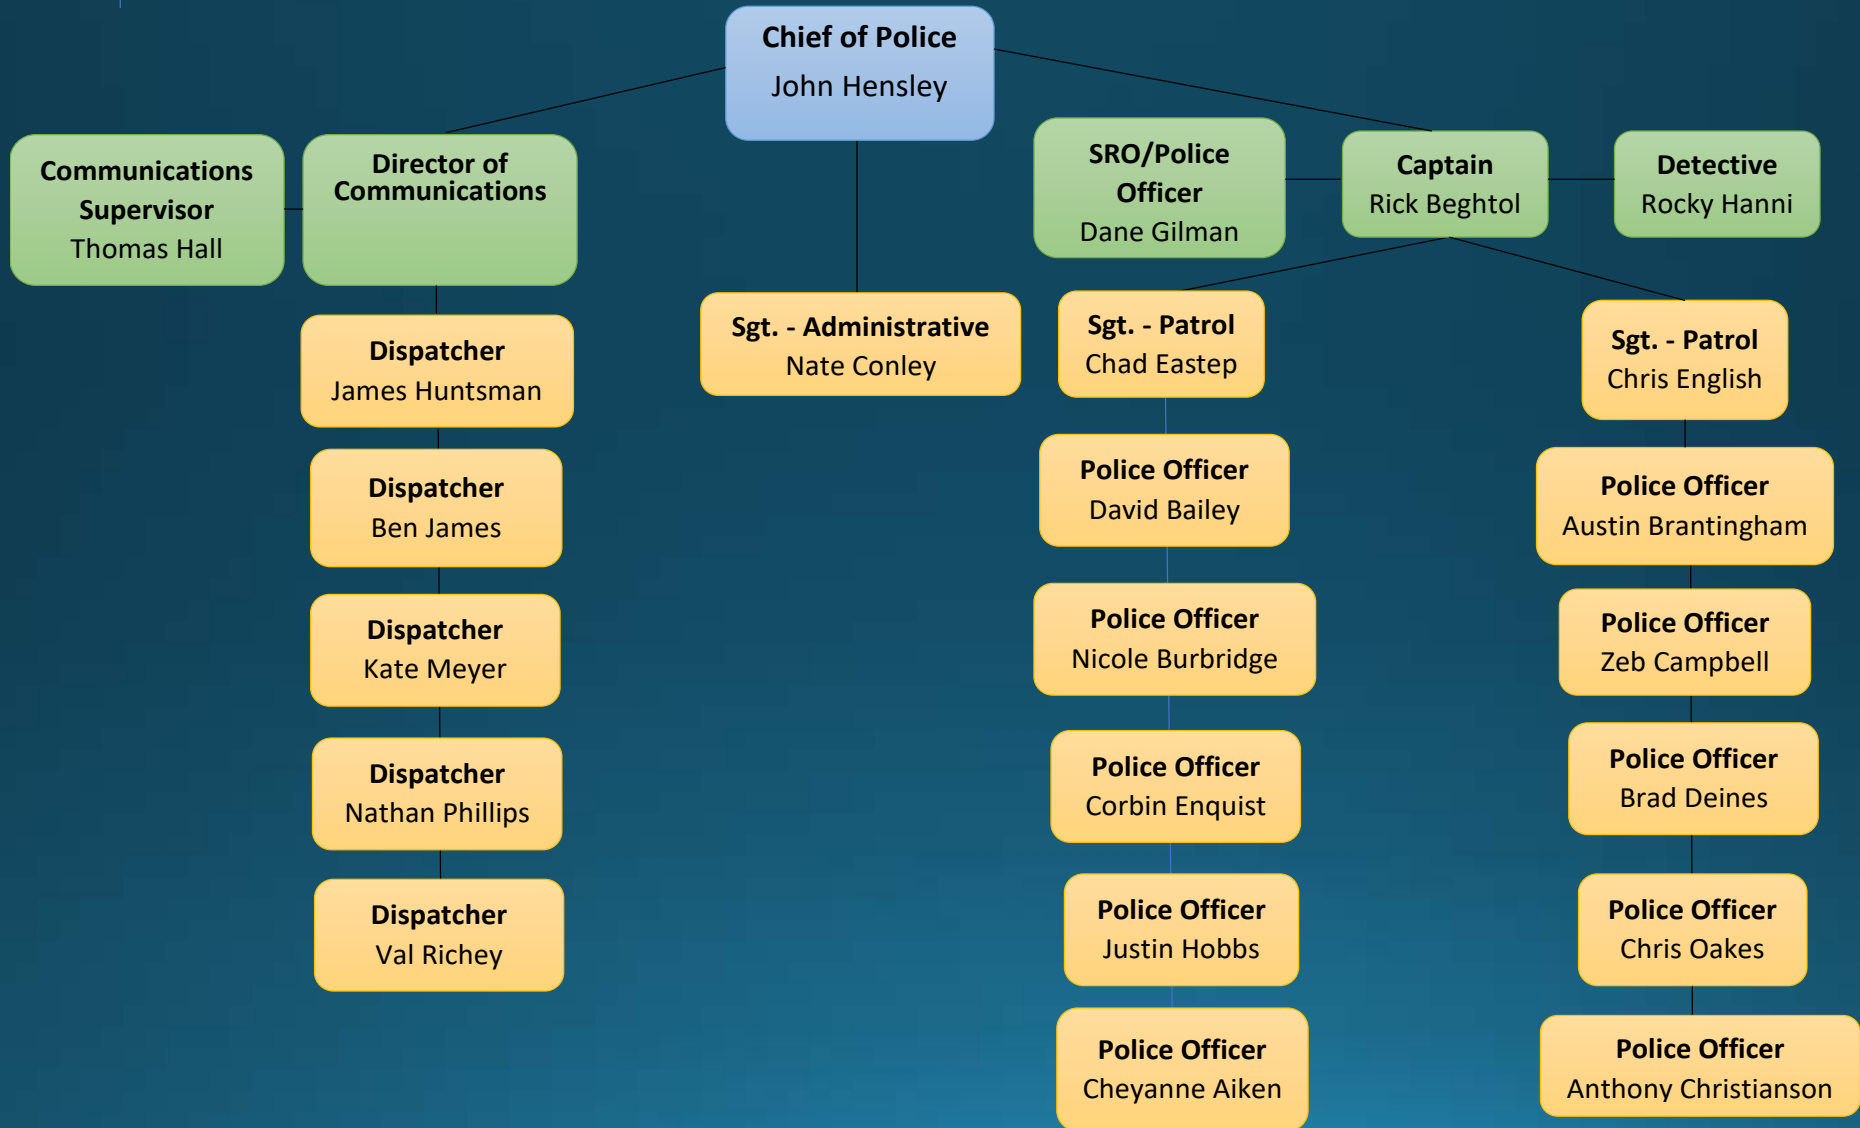 Chief of Police
John Hensley
Communications
Supervisor
Thomas Hall
Director of
Communications
SRO/Police
Officer
Dane Gilman
Captain
Rick Beghtol
Detective
Rocky Hanni
Dispatcher
James Huntsman
Dispatcher
Ben James
Dispatcher
Kate Meyer
Dispatcher
Nathan Phillips
Dispatcher
Val Richey
Sgt. - Administrative
Nate Conley
Sgt. - Patrol
Chad Eastep
Police Officer
David Bailey
Police Officer
Nicole Burbridge
Police Officer
Corbin Enquist
Police Officer
Justin Hobbs
Police Officer
Cheyanne Aiken
Sgt. - Patrol
Chris English
Police Officer
Austin Brantingham
Police Officer
Zeb Campbell
Police Officer
Brad Deines
Police Officer
Chris Oakes
Police Officer
Anthony Christianson